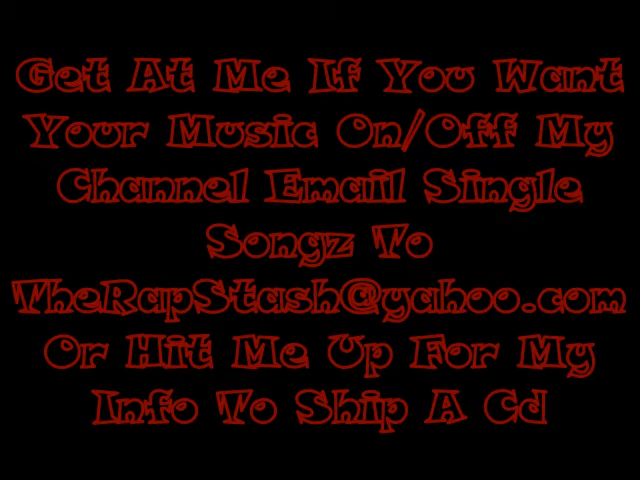 Get At Me If You Want
Your Music On/Off My
Channel Email Single
Songz To
TheRapStash@yahoo.com
Or Hit Me Up For My
Info To Ship A Cd